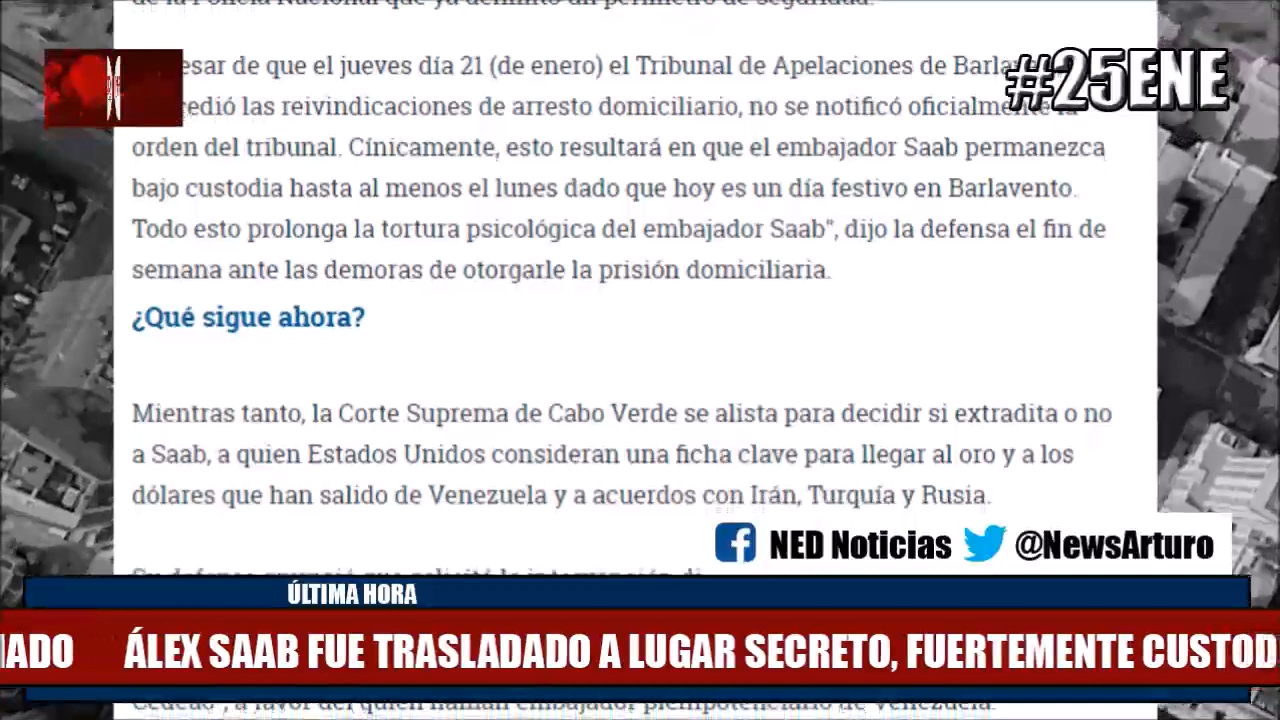 de la Policía Nacional que ya delimitó un perímetro de seguridad.
#25ENE
esar de que el jueves día 21 (de enero) el Tribunal de Apelaciones de
cedió las reivindicaciones de arresto domiciliario, no se notificó oficialmente la
orden del tribunal. Cínicamente, esto resultará en que el embajador Saab permanezca
bajo custodia hasta al menos el lunes dado que hoy es un día festivo en Barlavento.
Todo esto prolonga la tortura psicológica del embajador Saab", dijo la defensa el fin de
semana ante las demoras de otorgarle la prisión domiciliaria.
¿Qué sigue ahora?
Mientras tanto, la Corte Suprema de Cabo Verde se alista para decidir si extradita o no
a Saab, a quien Estados Unidos consideran una ficha clave para llegar al oro y a los
dólares que han salido de Venezuela y a acuerdos con Irán, Turquía y Rusia.
NED Noticias @NewsArturo
ÚLTIMA HORA
ADO ÁLEX SAAB FUE TRASLADADO A LUGAR SECRETO, FUERTEMENTE CUSTOD